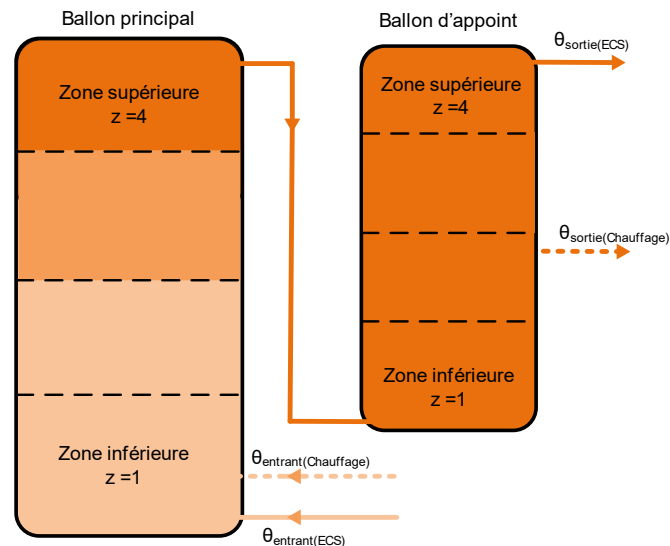 Ballon principal
Zone supérieure
z =4
Zone inférieure
z =1
Ballon d’appoint
Zone supérieure
z =4
Zone inférieure
z =1
θsortie(ECS)
θsortie(Chauffage)
θentrant(Chauffage)
θentrant(ECS)